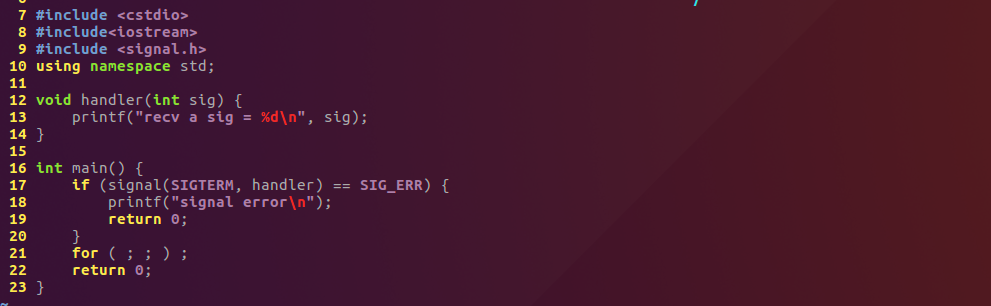 7 #include <cstdio>
8 #include<iostream>
9 #include <signal.h>
10 using namespace std;
11
12 void handler(int sig) {
13     printf("recv a sig = %d\n", sig);
14 }
15
16 int main() {
17     if (signal(SIGTERM, handler) == SIG_ERR) {
18         printf("signal error\n");
19         return 0;
20     }
21     for ( ; ; ) ;
22     return 0;
23 }
~